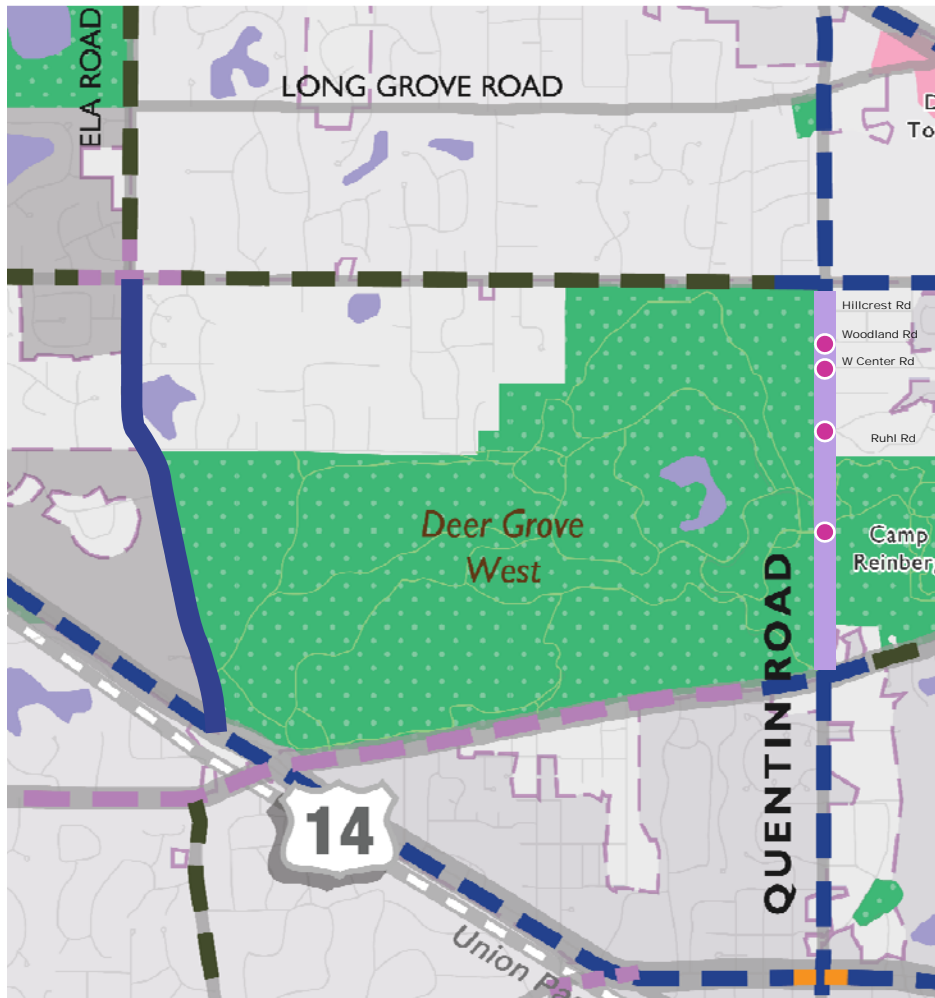 ELA ROAD
LONG GROVE ROAD
D
To
Hillcrest Rd
Woodland Rd
W Center Rd
Ruhl Rd
Deer Grove
West
Camp
Reinber
QUENTIN ROAD
14
Union Pa